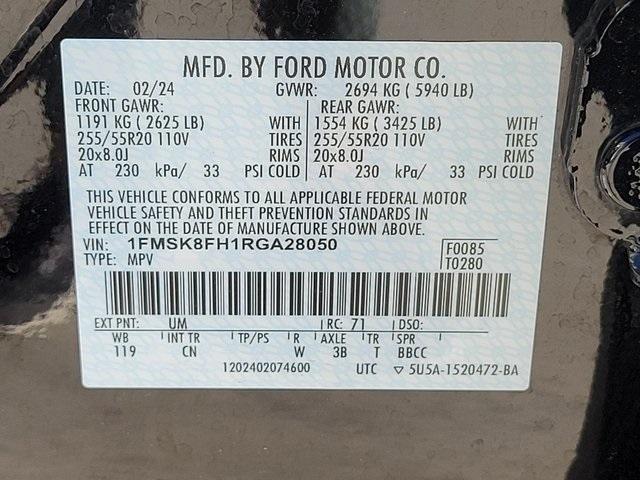 MFD. BY FORD MOTOR CO.
DATE: 02/24 GVWR: 2694 KG ( 5940 LB)
FRONT GAWR: REAR GAWR:
1191 KG ( 2625 LB) WITH 1554 KG ( 3425 LB) WITH
255/55R20 110V TIRES 255/55R20 110V TIRES
20x8.0J RIMS 20x8.0J RIMS
AT 230 kPa/ 33 PSI COLD AT 230 kPa/ 33 PSI COLD
THIS VEHICLE CONFORMS TO ALL APPLICABLE FEDERAL MOTOR
VEHICLE SAFETY AND THEFT PREVENTION STANDARDS IN
EFFECT ON THE DATE OF MANUFACTURE SHOWN ABOVE.
VIN: 1FMSK8FH1RGA28050 F0085
TYPE: MPV T0280
EXT PNT: UM RC: 71 DSO:
WB INT TR TP/PS R AXLE TR SPR
119 CN W 3B T BBCC
1202402074600 UTC ▽ 5U5A-1520472-BA